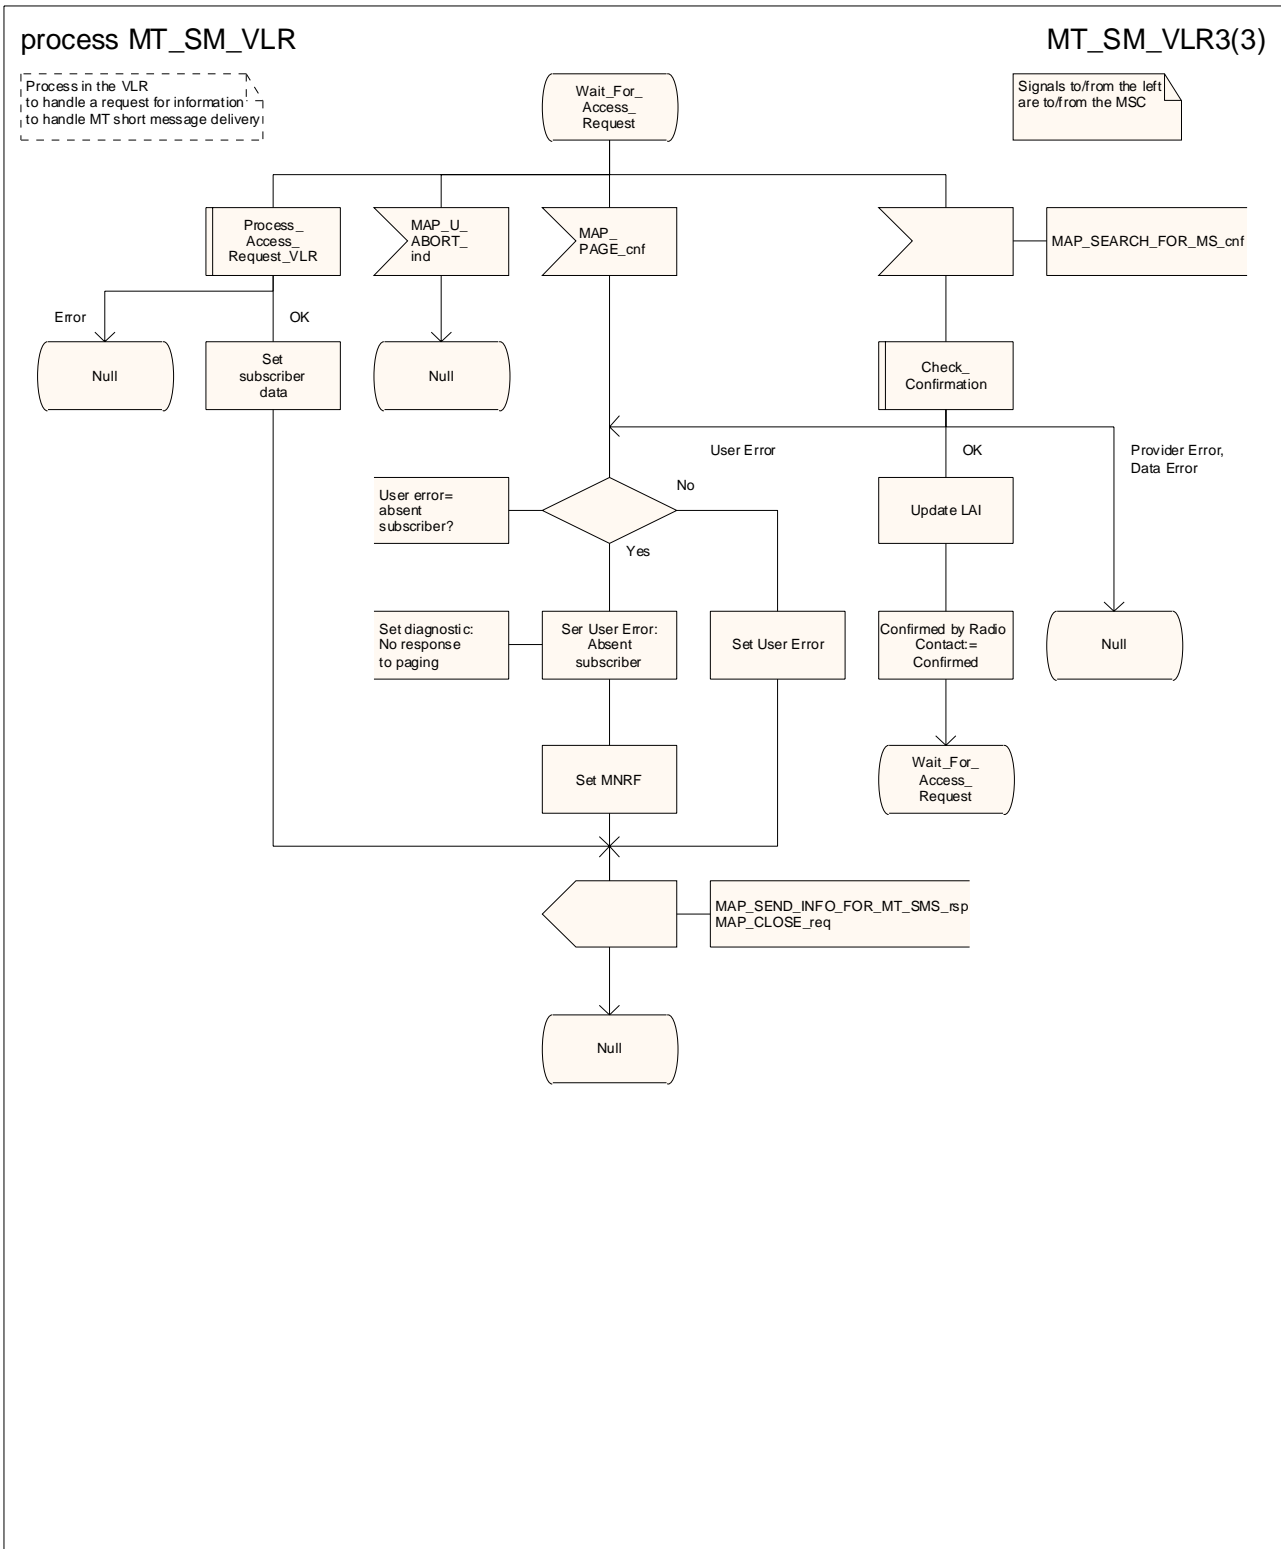 process MT_SM_VLR
MT_SM_VLR3(3)
Process in the VLR
to handle a request for information
to handle MT short message delivery
Wait_For_
Access_
Request
Signals to/from the left
are to/from the MSC
Process_
Access_
Request_VLR
MAP_U_
ABORT_
ind
MAP_
PAGE_cnf
MAP_SEARCH_FOR_MS_cnf
Error
OK
Null
Set
subscriber
data
Null
Check_
Confirmation
User Error
OK
Provider Error,
Data Error
User error=
absent
subscriber?
No
Yes
Update LAI
Set diagnostic:
No response
to paging
Ser User Error:
Absent
subscriber
Set User Error
Confirmed by Radio
Contact:=
Confirmed
Null
Set MNRF
Wait_For_
Access_
Request
MAP_SEND_INFO_FOR_MT_SMS_rsp
MAP_CLOSE_req
Null